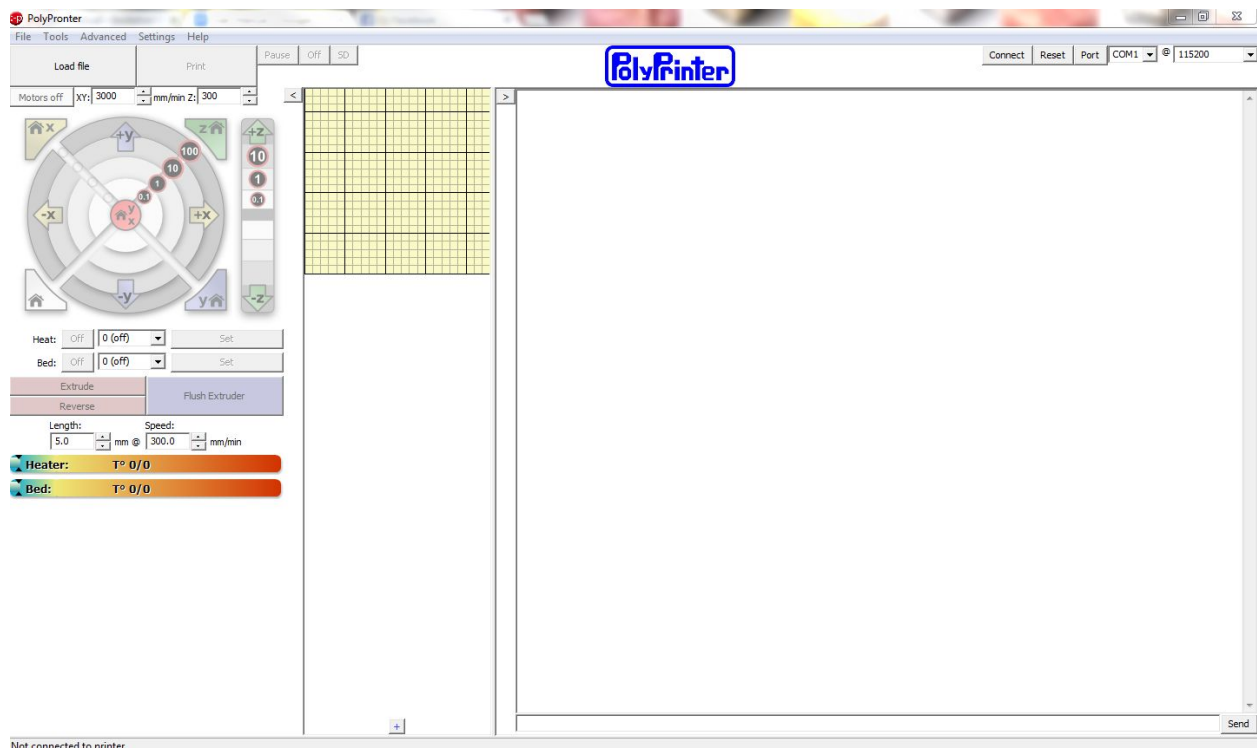 PolyPronter
File Tools Advanced Settings Help
Load file Print Pause Off SD PolyPrinter Connect Reset Port COM1 @ 115200
Motors off XY: 3000 mm/min Z: 300 < >
x +y z +z
100 10
10 1
1 0.1
0.1
-x y x +x
-y y -z
Heat: Off 0 (off) Set
Bed: Off 0 (off) Set
Extrude Flush Extruder
Reverse
Length: Speed:
5.0 mm @ 300.0 mm/min
Heater: T° 0/0
Bed: T° 0/0
+ Send
Not connected to printer